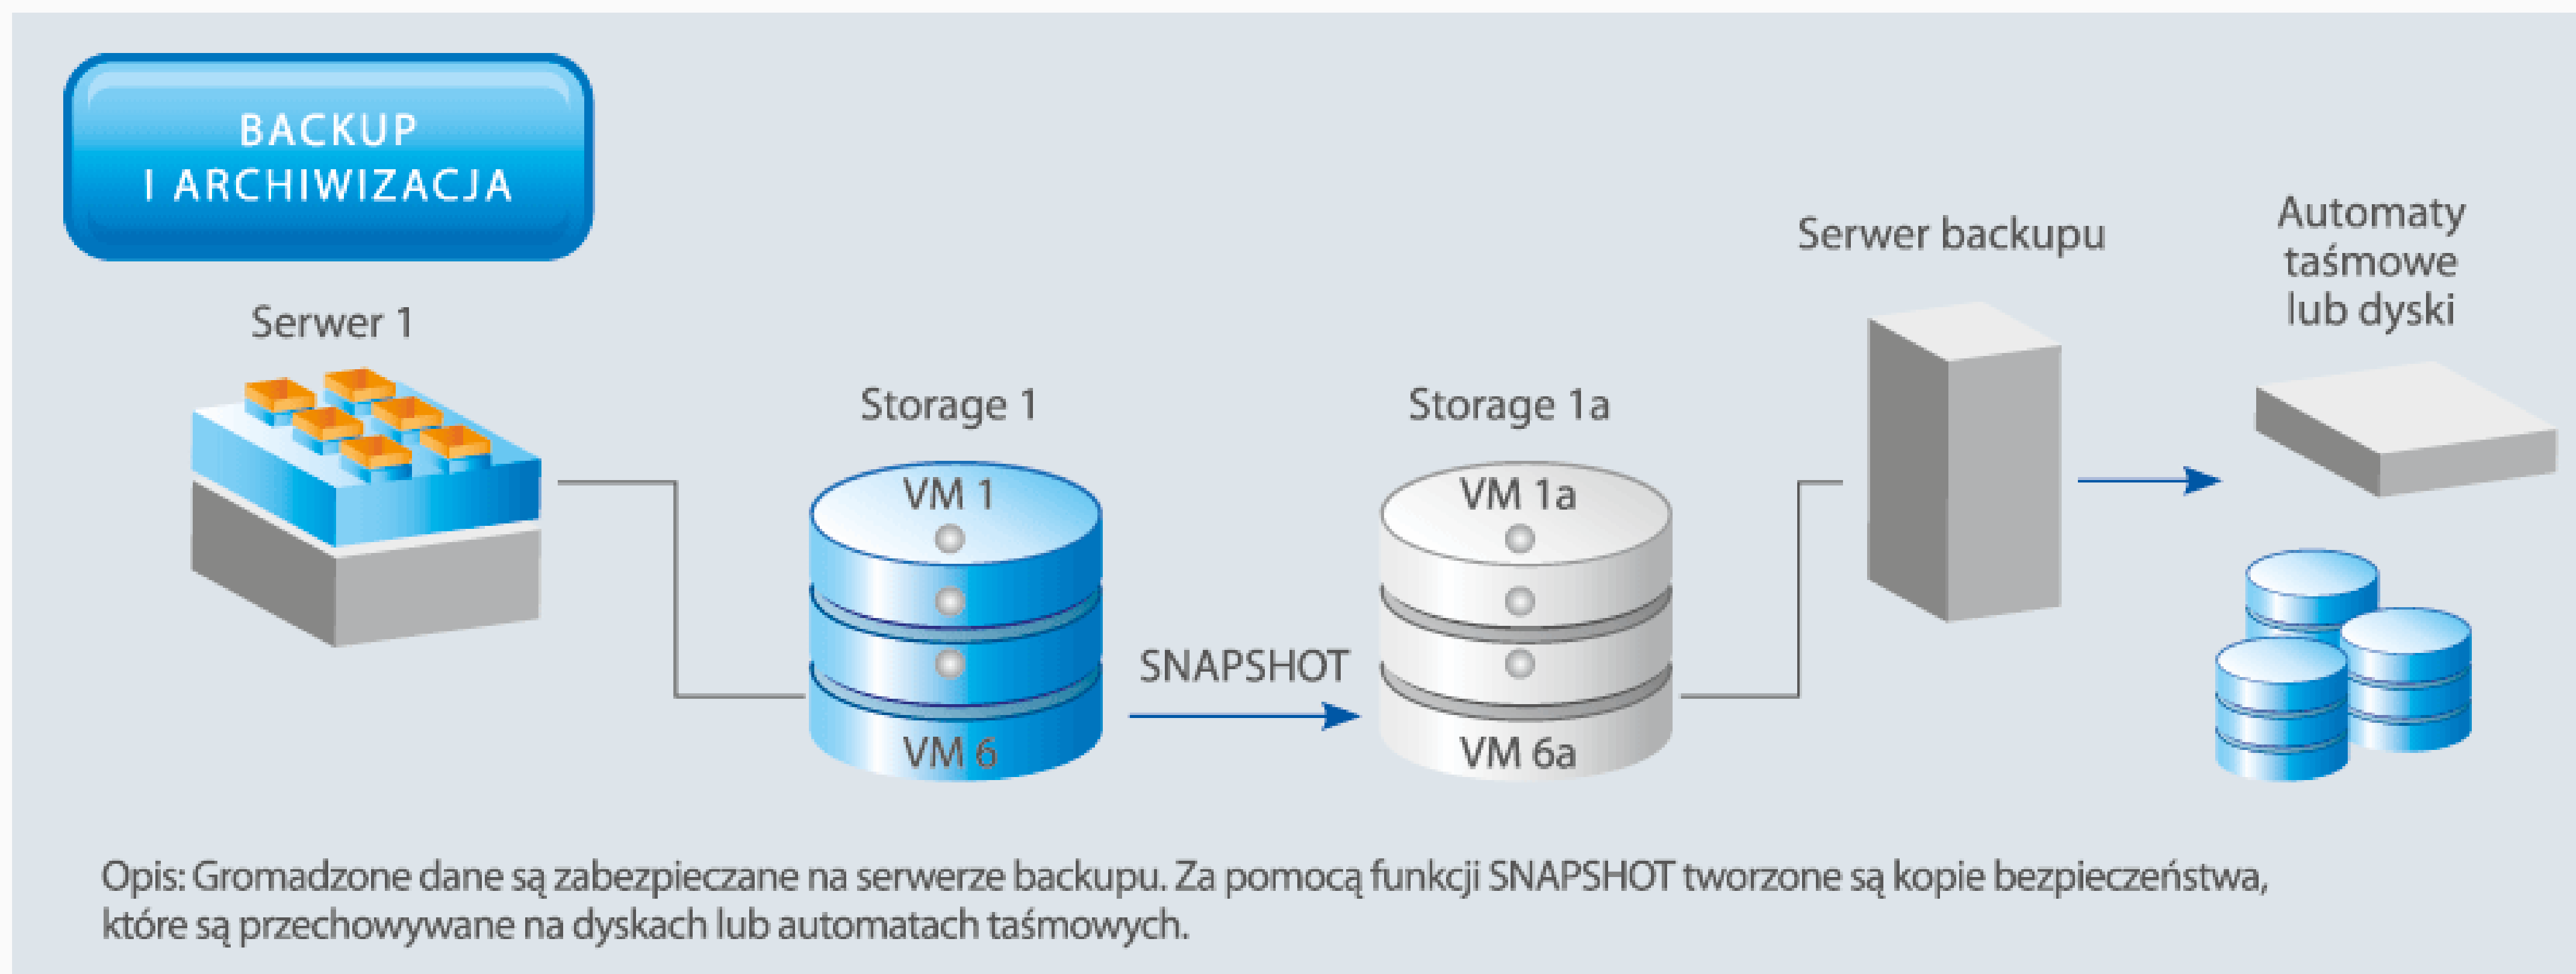 BACKUP
I ARCHIWIZACJA
Serwer 1
Storage 1
VM 1
VM 6
SNAPSHOT
Storage 1a
VM 1a
VM 6a
Serwer backupu
Automaty
taśmowe
lub dyski
Opis: Gromadzone dane są zabezpieczane na serwerze backupu. Za pomocą funkcji SNAPSHOT tworzone są kopie bezpieczeństwa,
które są przechowywane na dyskach lub automatach taśmowych.